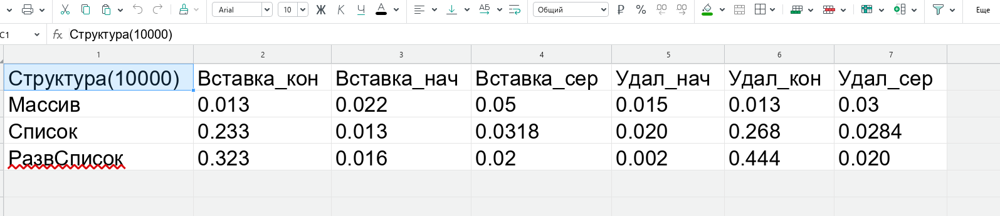 Arial 10 Ж К Ч А АБ Общий ₽ % .00 .00 Еще
C1 fx Структура(10000)
1 2 3 4 5 6 7
Структура(10000) Вставка_кон Вставка_нач Вставка_сер Удал_нач Удал_кон Удал_сер
Массив 0.013 0.022 0.05 0.015 0.013 0.03
Список 0.233 0.013 0.0318 0.020 0.268 0.0284
РазвСписок 0.323 0.016 0.02 0.002 0.444 0.020